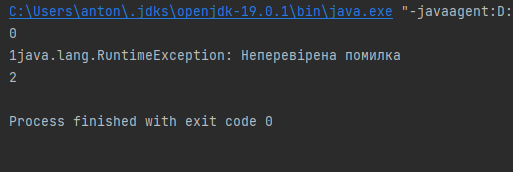 C:\Users\anton\.jdks\openjdk-19.0.1\bin\java.exe "-javaagent:D:
0
1java.lang.RuntimeException: Неперевірена помилка
2
Process finished with exit code 0